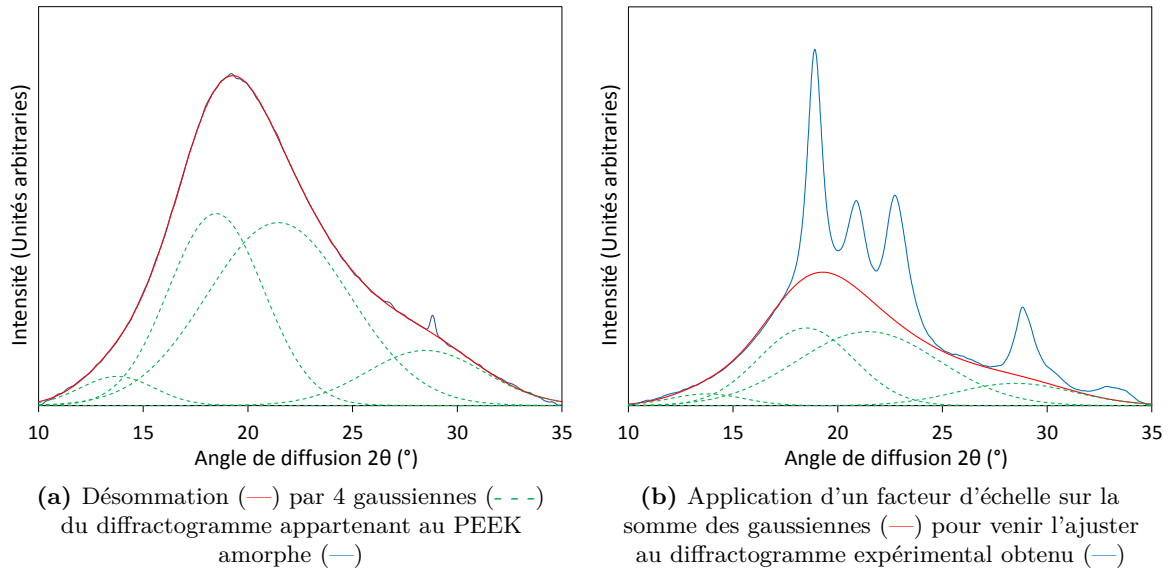 Intensité (Unités arbitraries)
10 15 20 25 30 35
Angle de diffusion 2θ (°)
(a) Désommation (—) par 4 gaussiennes (- - -)
du diffractogramme appartenant au PEEK
amorphe (—)
Intensité (Unités arbitraries)
10 15 20 25 30 35
Angle de diffusion 2θ (°)
(b) Application d'un facteur d'échelle sur la
somme des gaussiennes (—) pour venir l'ajuster
au diffractogramme expérimental obtenu (—)